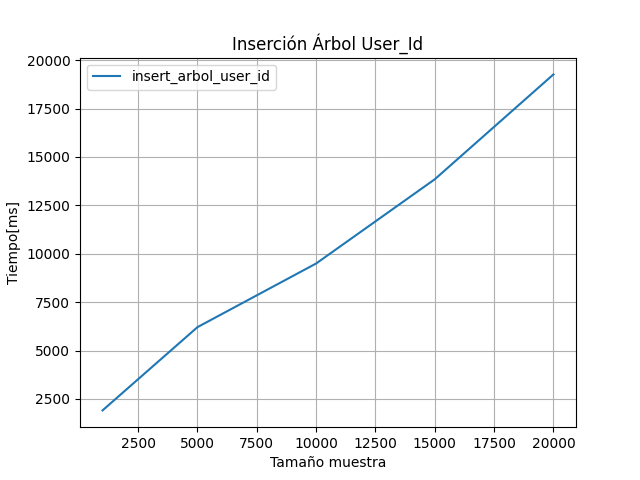 Inserción Árbol User_Id
insert_arbol_user_id
Tiempo[ms]
20000
17500
15000
12500
10000
7500
5000
2500
2500 5000 7500 10000 12500 15000 17500 20000
Tamaño muestra